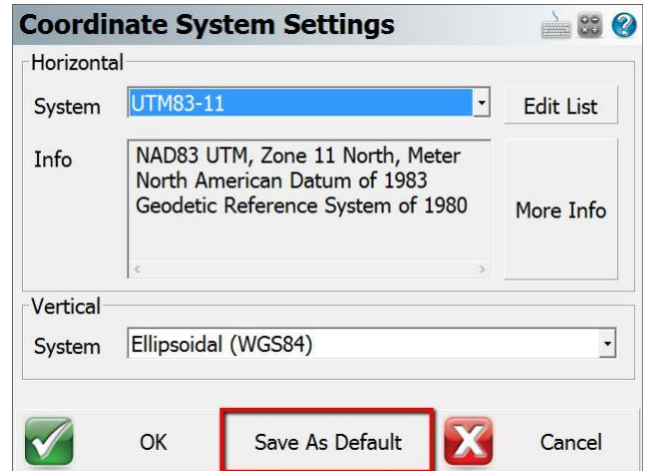 Coordinate System Settings
Horizontal
System UTM83-11 Edit List
Info NAD83 UTM, Zone 11 North, Meter
North American Datum of 1983
Geodetic Reference System of 1980
More Info
Vertical
System Ellipsoidal (WGS84)
OK Save As Default Cancel